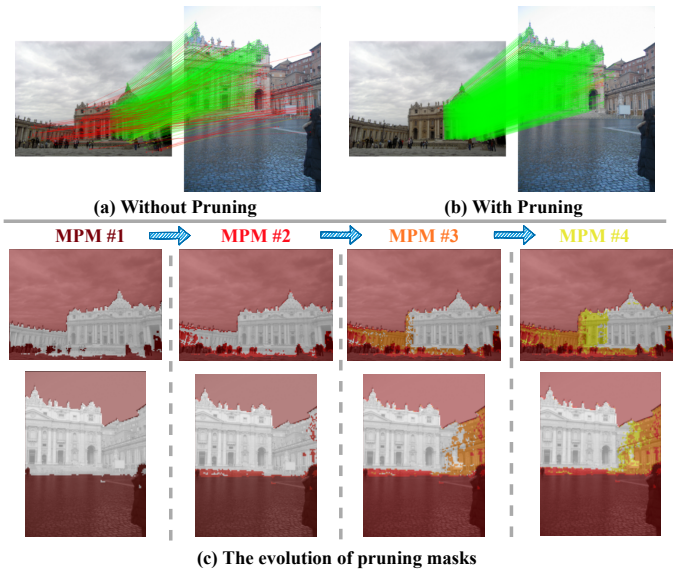 (a) Without Pruning
(b) With Pruning
MPM #1
MPM #2
MPM #3
MPM #4
(c) The evolution of pruning masks